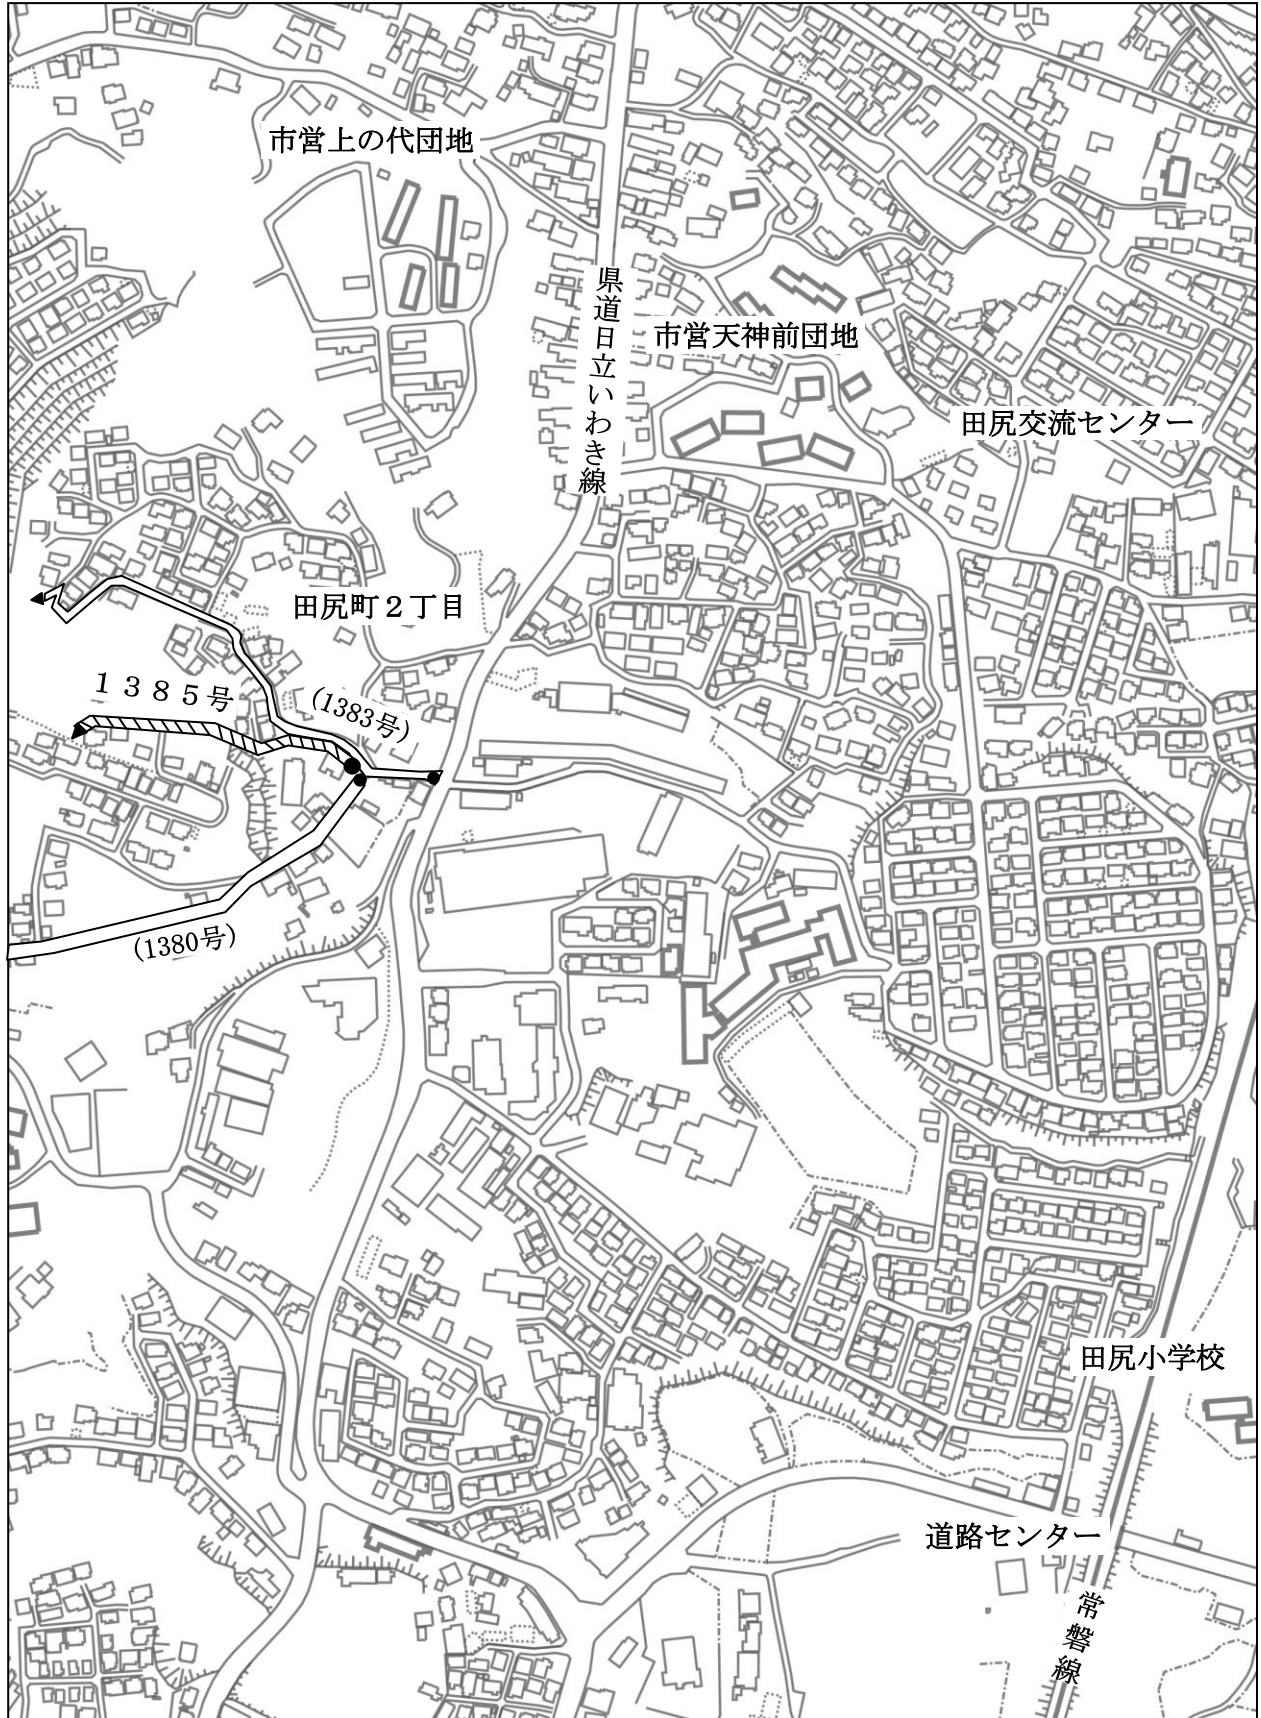 市営上の代団地
県道日立いわき線
市営天神前団地
田尻交流センター
田尻町２丁目
１３８５号
(1383号)
(1380号)
田尻小学校
道路センター
常磐線